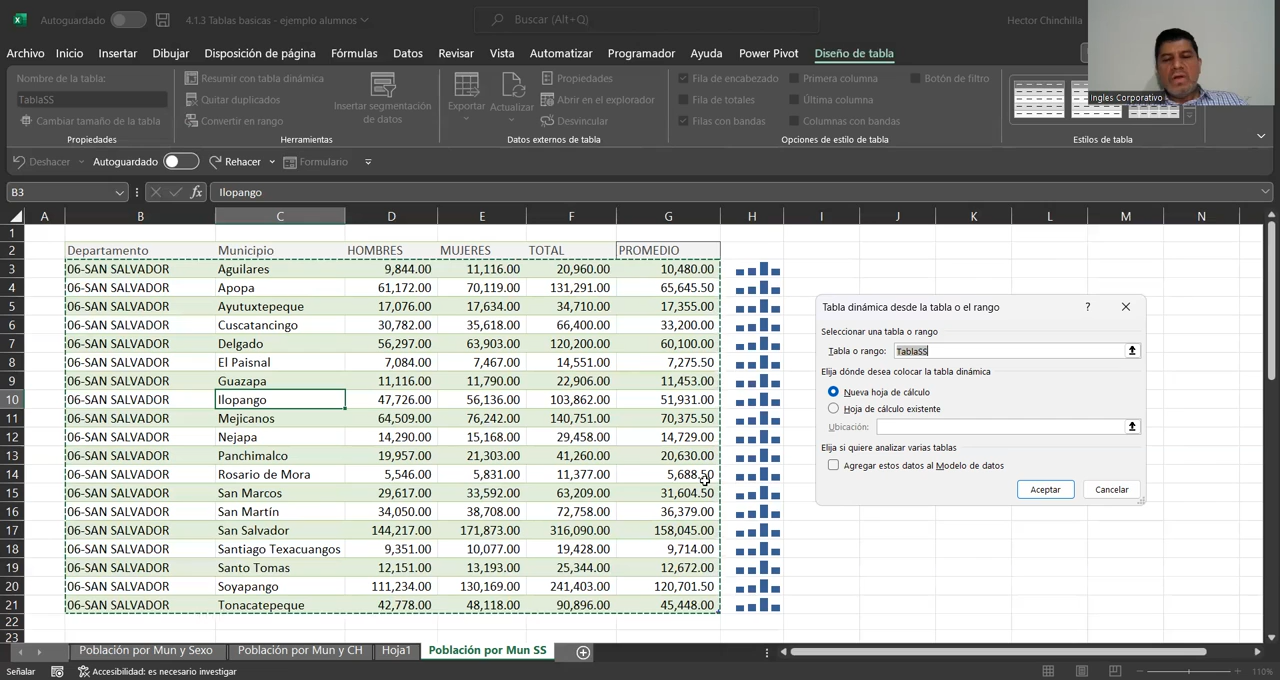 Autoguardado 4.1.3 Tablas basicas - ejemplo alumnos Buscar (Alt+Q) Hector Chinchilla
Archivo Inicio Insertar Dibujar Disposición de página Fórmulas Datos Revisar Vista Automatizar Programador Ayuda Power Pivot Diseño de tabla
Nombre de la tabla:
TablaSS
Cambiar tamaño de la tabla
Propiedades
Resumir con tabla dinámica
Quitar duplicados
Convertir en rango
Insertar segmentación
de datos
Herramientas
Exportar Actualizar
Propiedades
Abrir en el explorador
Desvincular
Datos externos de tabla
Fila de encabezado Primera columna Botón de filtro
Fila de totales Última columna
Filas con bandas Columnas con bandas
Opciones de estilo de tabla
Estilos de tabla
Ingles Corporativo
Deshacer Autoguardado Rehacer Formulario
B3 fx Ilopango
A B C D E F G H I J K L M N
1
2 Departamento Municipio HOMBRES MUJERES TOTAL PROMEDIO
3 06-SAN SALVADOR Aguilares 9,844.00 11,116.00 20,960.00 10,480.00
4 06-SAN SALVADOR Apopa 61,172.00 70,119.00 131,291.00 65,645.50
5 06-SAN SALVADOR Ayutuxtepeque 17,076.00 17,634.00 34,710.00 17,355.00
6 06-SAN SALVADOR Cuscatancingo 30,782.00 35,618.00 66,400.00 33,200.00
7 06-SAN SALVADOR Delgado 56,297.00 63,903.00 120,200.00 60,100.00
8 06-SAN SALVADOR El Paisnal 7,084.00 7,467.00 14,551.00 7,275.50
9 06-SAN SALVADOR Guazapa 11,116.00 11,790.00 22,906.00 11,453.00
10 06-SAN SALVADOR Ilopango 47,726.00 56,136.00 103,862.00 51,931.00
11 06-SAN SALVADOR Mejicanos 64,509.00 76,242.00 140,751.00 70,375.50
12 06-SAN SALVADOR Nejapa 14,290.00 15,168.00 29,458.00 14,729.00
13 06-SAN SALVADOR Panchimalco 19,957.00 21,303.00 41,260.00 20,630.00
14 06-SAN SALVADOR Rosario de Mora 5,546.00 5,831.00 11,377.00 5,688.50
15 06-SAN SALVADOR San Marcos 29,617.00 33,592.00 63,209.00 31,604.50
16 06-SAN SALVADOR San Martín 34,050.00 38,708.00 72,758.00 36,379.00
17 06-SAN SALVADOR San Salvador 144,217.00 171,873.00 316,090.00 158,045.00
18 06-SAN SALVADOR Santiago Texacuangos 9,351.00 10,077.00 19,428.00 9,714.00
19 06-SAN SALVADOR Santo Tomas 12,151.00 13,193.00 25,344.00 12,672.00
20 06-SAN SALVADOR Soyapango 111,234.00 130,169.00 241,403.00 120,701.50
21 06-SAN SALVADOR Tonacatepeque 42,778.00 48,118.00 90,896.00 45,448.00
22
23
Tabla dinámica desde la tabla o el rango ?
Seleccionar una tabla o rango
Tabla o rango: TablaSS
Elija dónde desea colocar la tabla dinámica
Nueva hoja de cálculo
Hoja de cálculo existente
Ubicación:
Elija si quiere analizar varias tablas
Agregar estos datos al Modelo de datos
Aceptar Cancelar
Población por Mun y Sexo Población por Mun y CH Hoja1 Población por Mun SS
Señalar Accesibilidad: es necesario investigar 110%